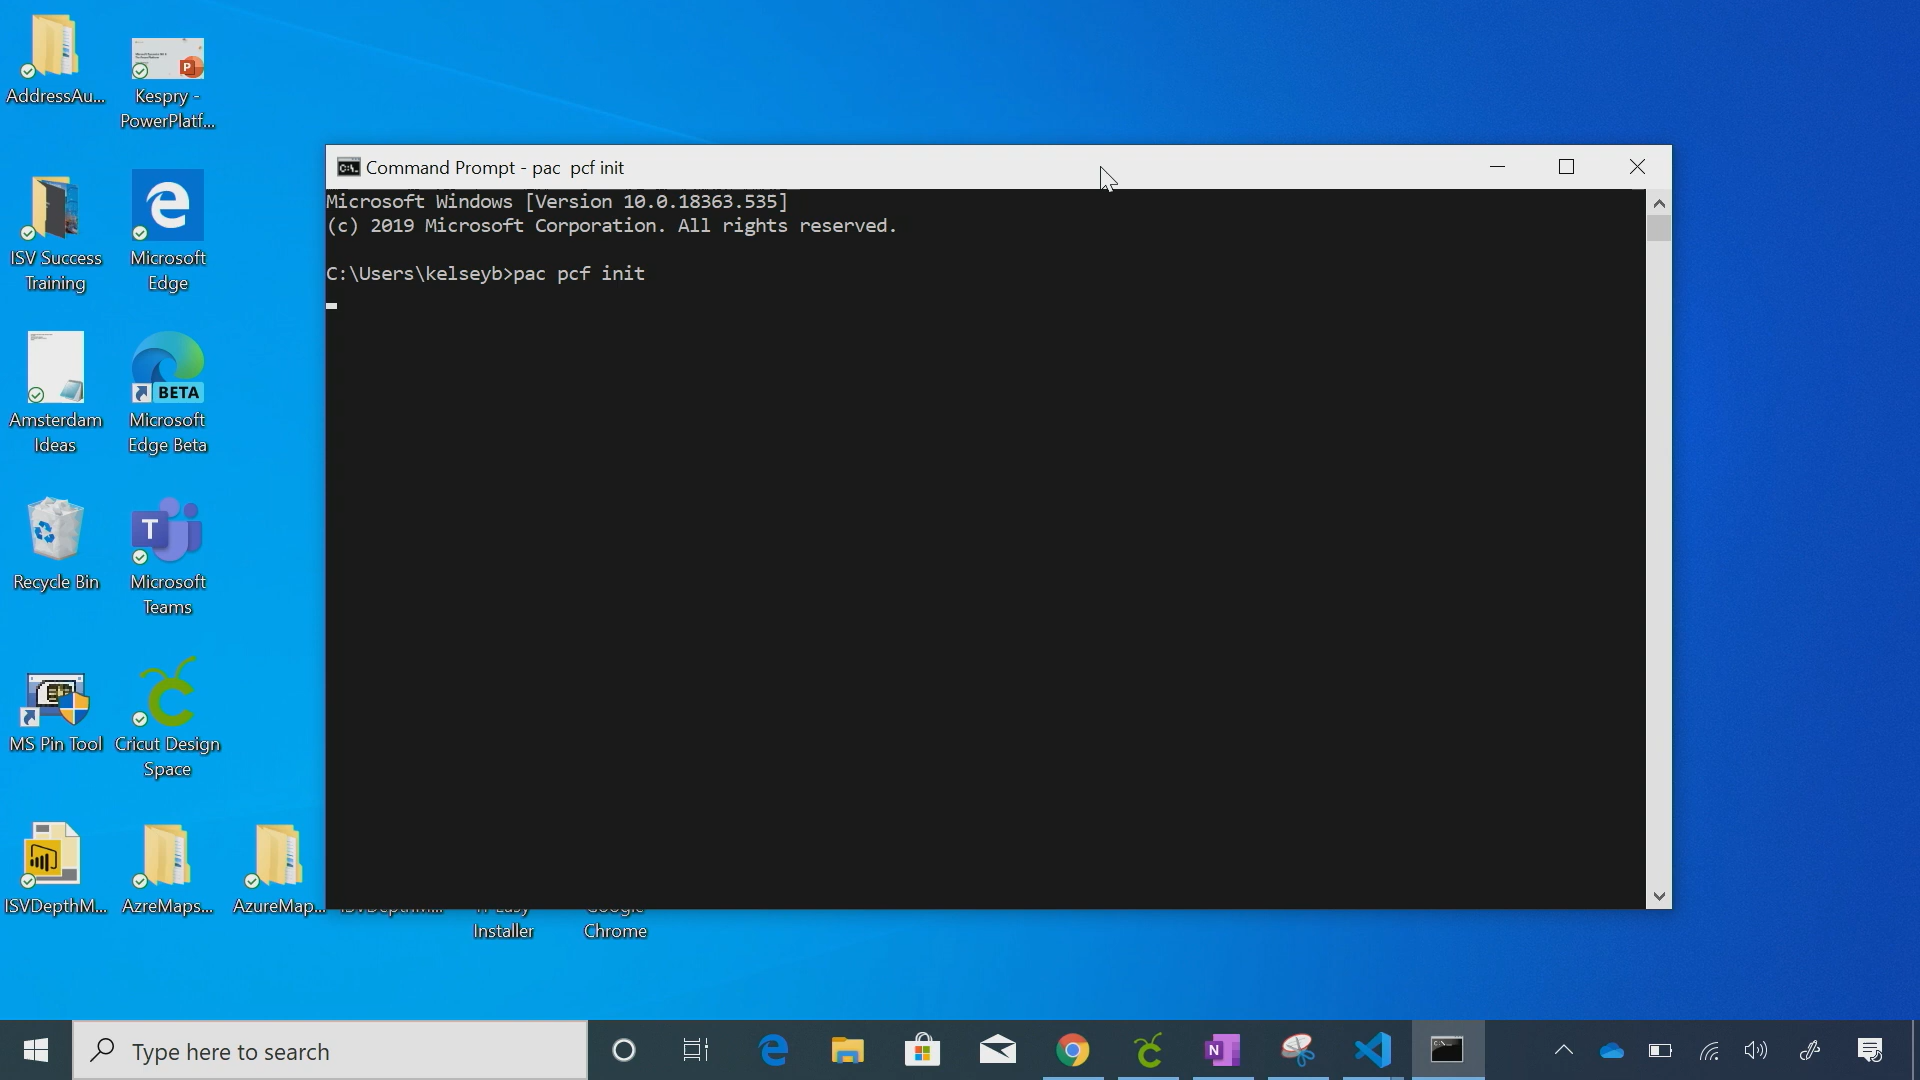 AddressAu...
Kespry -
PowerPlatf...
ISV Success
Training
Microsoft
Edge
Amsterdam
Ideas
BETA
Microsoft
Edge Beta
Recycle Bin
Microsoft
Teams
MS Pin Tool
Cricut Design
Space
ISVDepthM...
AzreMaps...
AzureMap...
Installer
Chrome
Command Prompt - pac  pcf init
Microsoft Windows [Version 10.0.18363.535]
(c) 2019 Microsoft Corporation. All rights reserved.
C:\Users\kelseyb>pac pcf init
Type here to search